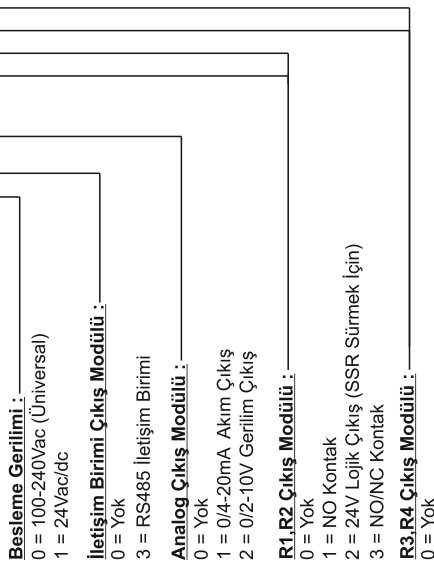 Besleme Gerilimi :
0 = 100-240Vac (Üniversal)
1 = 24Vac/dc
İletişim Birimi Çıkış Modülü :
0 = Yok
3 = RS485 İletişim Birimi
Analog Çıkış Modülü :
0 = Yok
1 = 0/4-20mA Akım Çıkış
2 = 0/2-10V Gerilim Çıkış
R1,R2 Çıkış Modülü :
0 = Yok
1 = NO Kontak
2 = 24V Lojik Çıkış (SSR Sürmek İçin)
3 = NO/NC Kontak
R3,R4 Çıkış Modülü :
0 = Yok